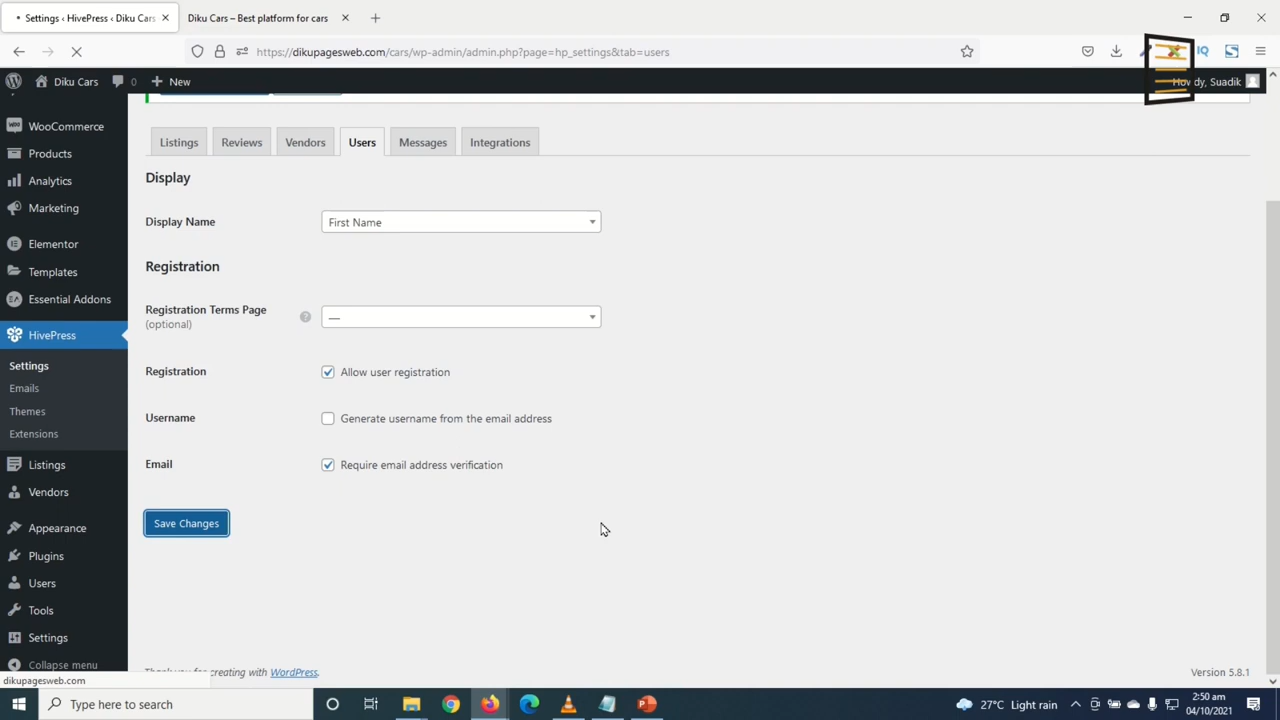 Settings ‹ HivePress ‹ Diku Cars
Diku Cars – Best platform for cars
https://dikupagesweb.com/cars/wp-admin/admin.php?page=hp_settings&tab=users
IQ
Diku Cars
0
New
Howdy, Suadik
WooCommerce
Products
Analytics
Marketing
Elementor
Templates
Essential Addons
HivePress
Settings
Emails
Themes
Extensions
Listings
Vendors
Appearance
Plugins
Users
Tools
Settings
Collapse menu
Listings
Reviews
Vendors
Users
Messages
Integrations
Display
Display Name
First Name
Registration
Registration Terms Page
(optional)
—
Registration
Allow user registration
Username
Generate username from the email address
Email
Require email address verification
Save Changes
Thank you for creating with WordPress.
Version 5.8.1
dikupagesweb.com
Type here to search
27°C Light rain
2:50 am
04/10/2021